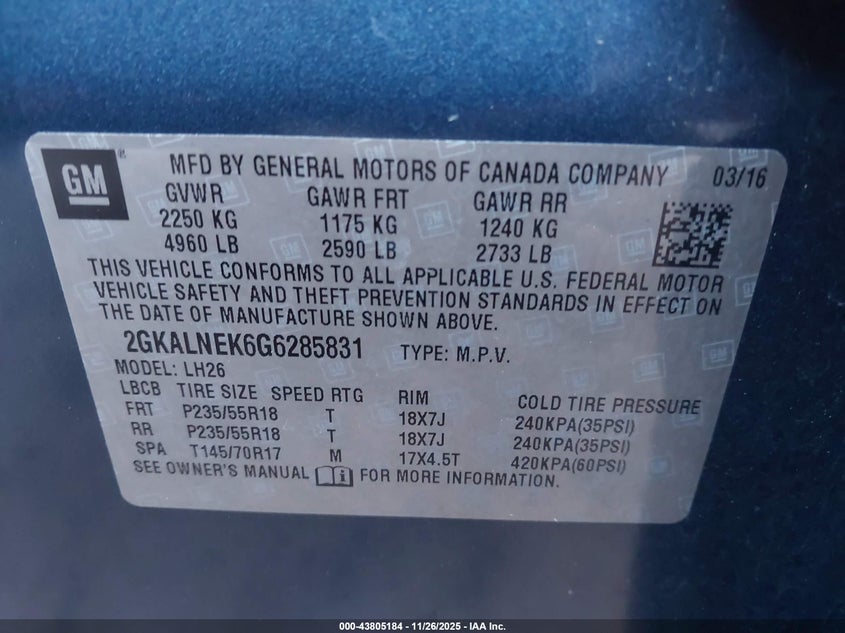 GM
MFD BY GENERAL MOTORS OF CANADA COMPANY 03/16
GVWR GAWR FRT GAWR RR
2250 KG 1175 KG 1240 KG
4960 LB 2590 LB 2733 LB
THIS VEHICLE CONFORMS TO ALL APPLICABLE U.S. FEDERAL MOTOR
VEHICLE SAFETY AND THEFT PREVENTION STANDARDS IN EFFECT ON
THE DATE OF MANUFACTURE SHOWN ABOVE.
2GKALNEK6G6285831 TYPE: M.P.V.
MODEL: LH26
LBCB TIRE SIZE SPEED RTG RIM COLD TIRE PRESSURE
FRT P235/55R18 T 18X7J 240KPA(35PSI)
RR P235/55R18 T 18X7J 240KPA(35PSI)
SPA T145/70R17 M 17X4.5T 420KPA(60PSI)
SEE OWNER'S MANUAL FOR MORE INFORMATION.
000-43805184 - 11/26/2025 - IAA Inc.